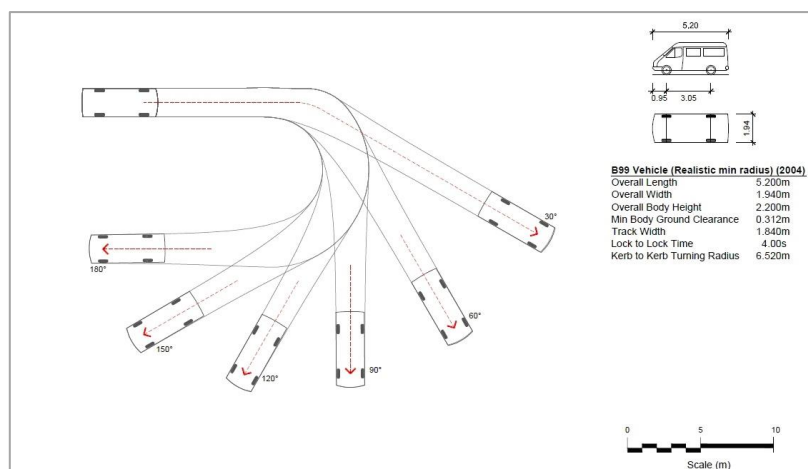 5.20
0.95 3.05
1.94
B99 Vehicle (Realistic min radius) (2004)
Overall Length 5.200m
Overall Width 1.940m
Overall Body Height 2.200m
Min Body Ground Clearance 0.312m
Track Width 1.840m
Lock to Lock Time 4.00s
Kerb to Kerb Turning Radius 6.520m
30°
60°
90°
120°
150°
180°
0 5 10
Scale (m)